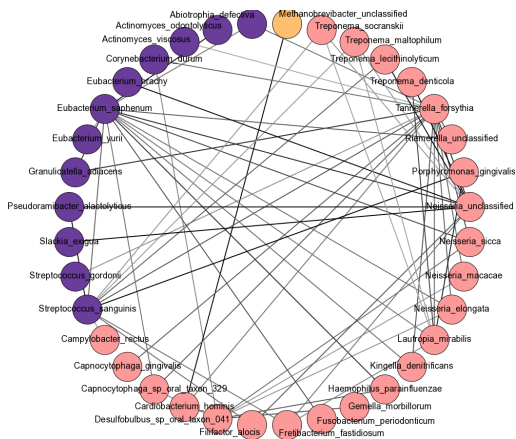 Abiotrophia_defectiva
Methanobrevibacter_unclassified
Actinomyces_odontolyticus
Treponema_socranskii
Actinomyces_viscosus
Treponema_maltophilum
Corynebacterium_durum
Treponema_lecithinolyticum
Eubacterium_brachy
Treponema_denticola
Eubacterium_saphenum
Tannerella_forsythia
Eubacterium_yurii
Riemerella_unclassified
Granulicatella_adiacens
Porphyromonas_gingivalis
Pseudoramibacter_alactolyticus
Neisseria_unclassified
Slackia_exigua
Neisseria_sicca
Streptococcus_gordonii
Neisseria_macacae
Streptococcus_sanguinis
Neisseria_elongata
Campylobacter_rectus
Lautropia_mirabilis
Capnocytophaga_gingivalis
Kingella_denitrificans
Capnocytophaga_sp_oral_taxon_329
Haemophilus_parainfluenzae
Cardiobacterium_hominis
Gemella_morbillorum
Desulfobulbus_sp_oral_taxon_041
Fusobacterium_periodonticum
Filifactor_alocis
Fretibacterium_fastidiosum